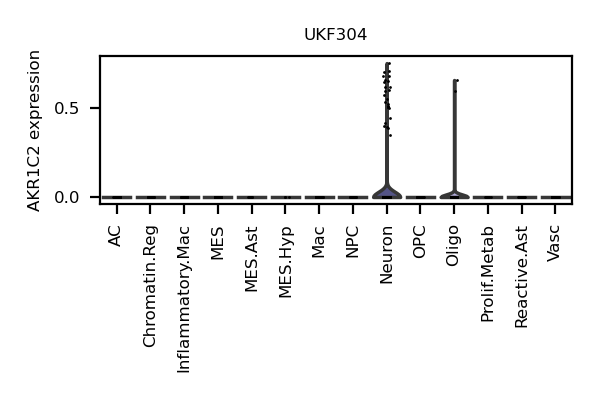 UKF304
AKR1C2 expression
0.5
0.0
AC
Chromatin.Reg
Inflammatory.Mac
MES
MES.Ast
MES.Hyp
Mac
NPC
Neuron
OPC
Oligo
Prolif.Metab
Reactive.Ast
Vasc